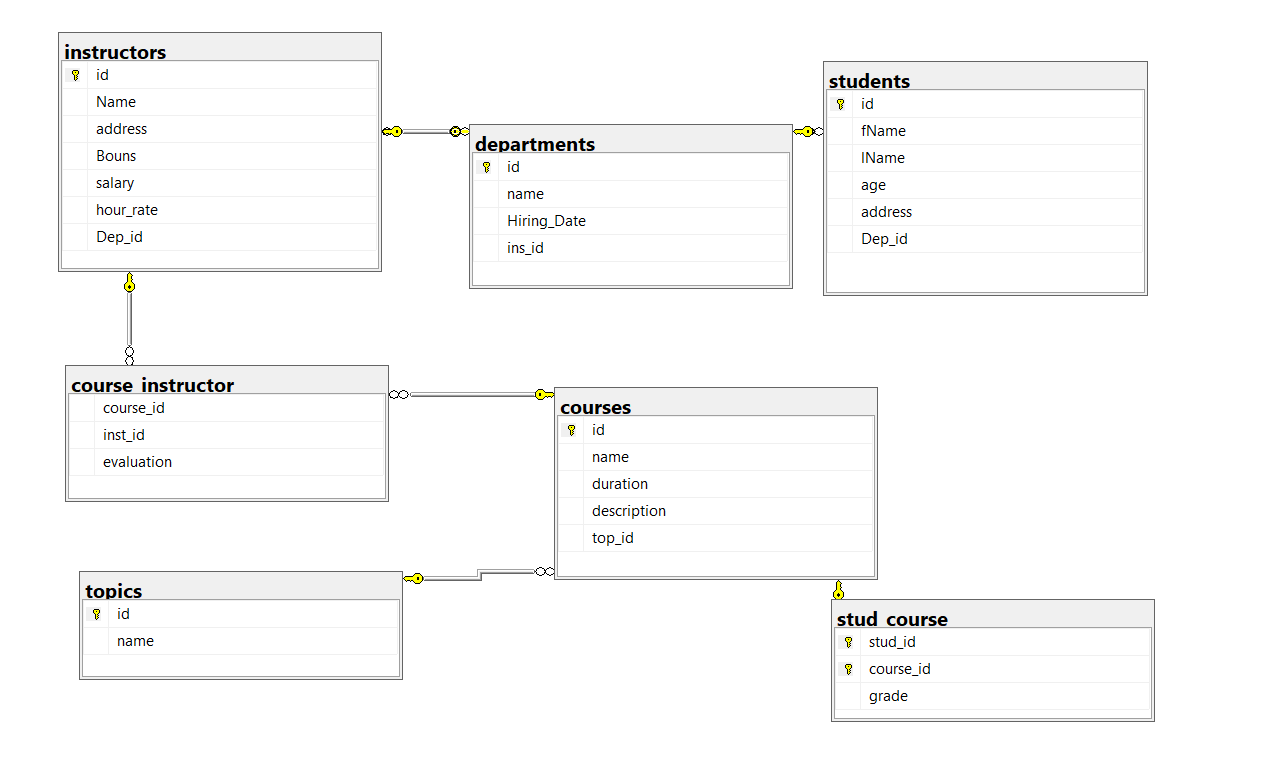 instructors
id
Name
address
Bouns
salary
hour_rate
Dep_id
departments
id
name
Hiring_Date
ins_id
students
id
fName
lName
age
address
Dep_id
course_instructor
course_id
inst_id
evaluation
courses
id
name
duration
description
top_id
topics
id
name
stud_course
stud_id
course_id
grade